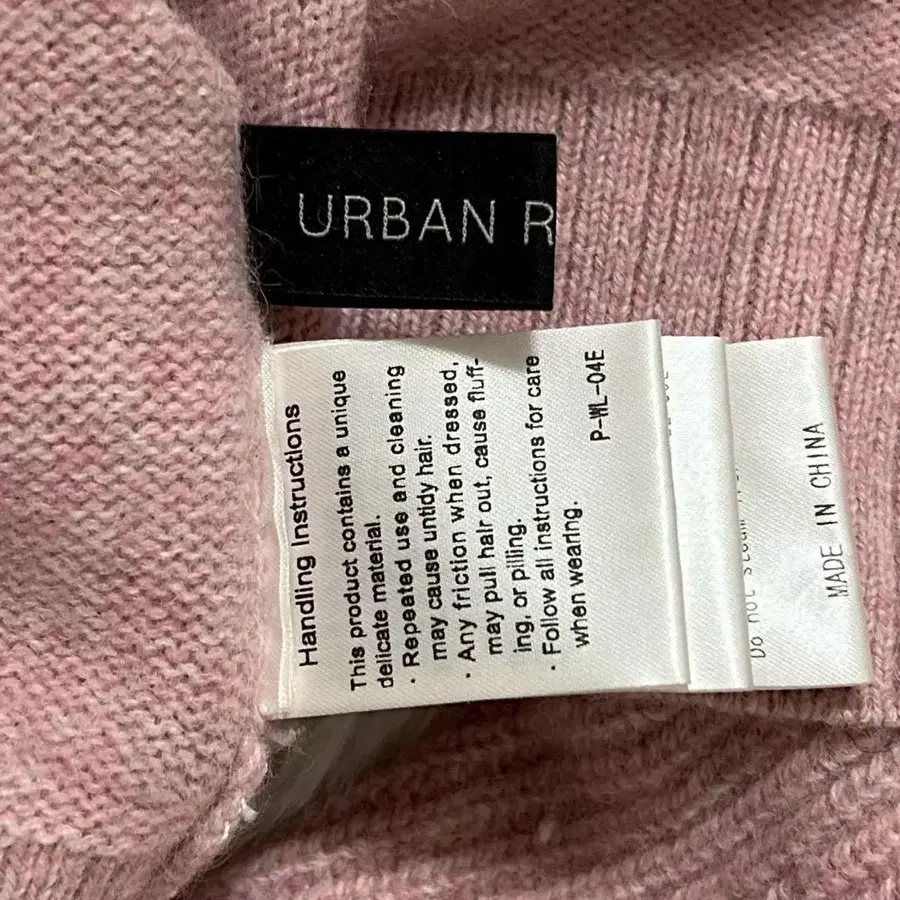 URBAN R
Handling Instructions
This product contains a unique
delicate material.
· Repeated use and cleaning
may cause untidy hair.
· Any friction when dressed,
may pull hair out, cause fluff-
ing, or pilling.
· Follow all instructions for care
when wearing.
P-WL-04E
Do not
MADE IN CHINA